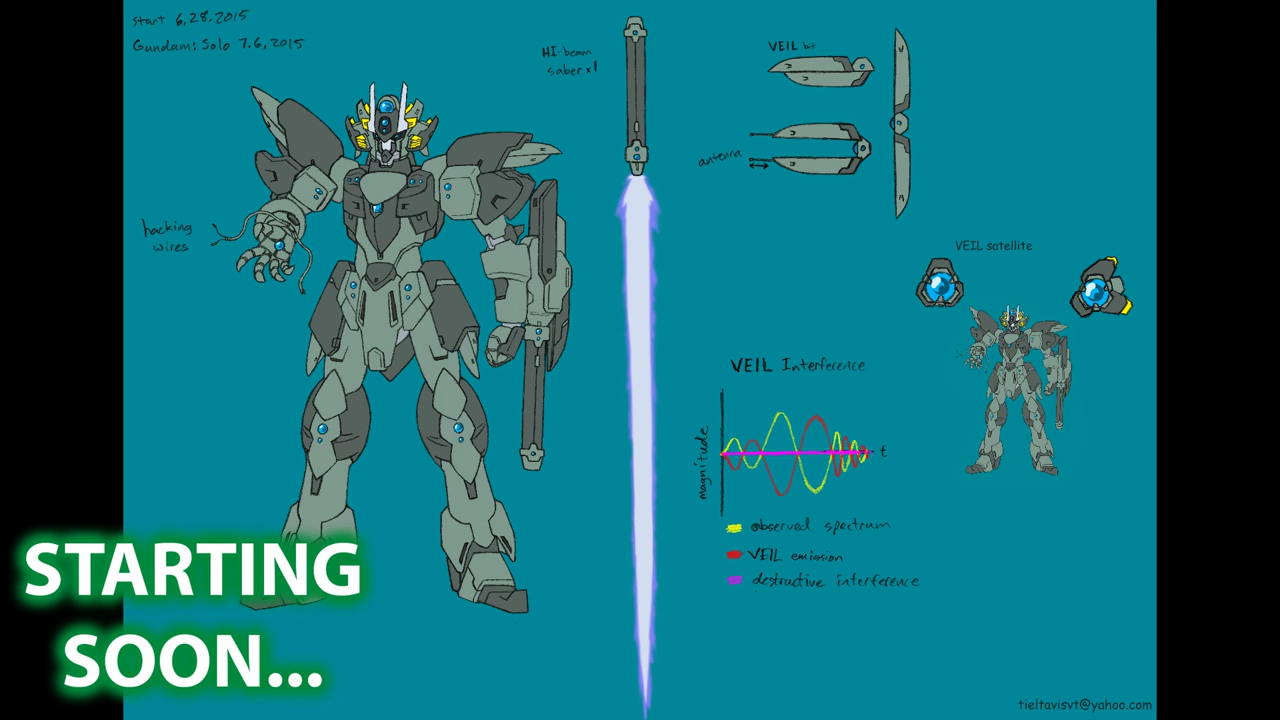 start 6.28.2015
Gundam: Solo 7.6, 2015
HI-beam
saber x1
VEIL bit
antenna
hacking
wires
VEIL satellite
VEIL Interference
magnitude
t
observed spectrum
VEIL emission
destructive interference
STARTING
SOON...
tieltavisvt@yahoo.com